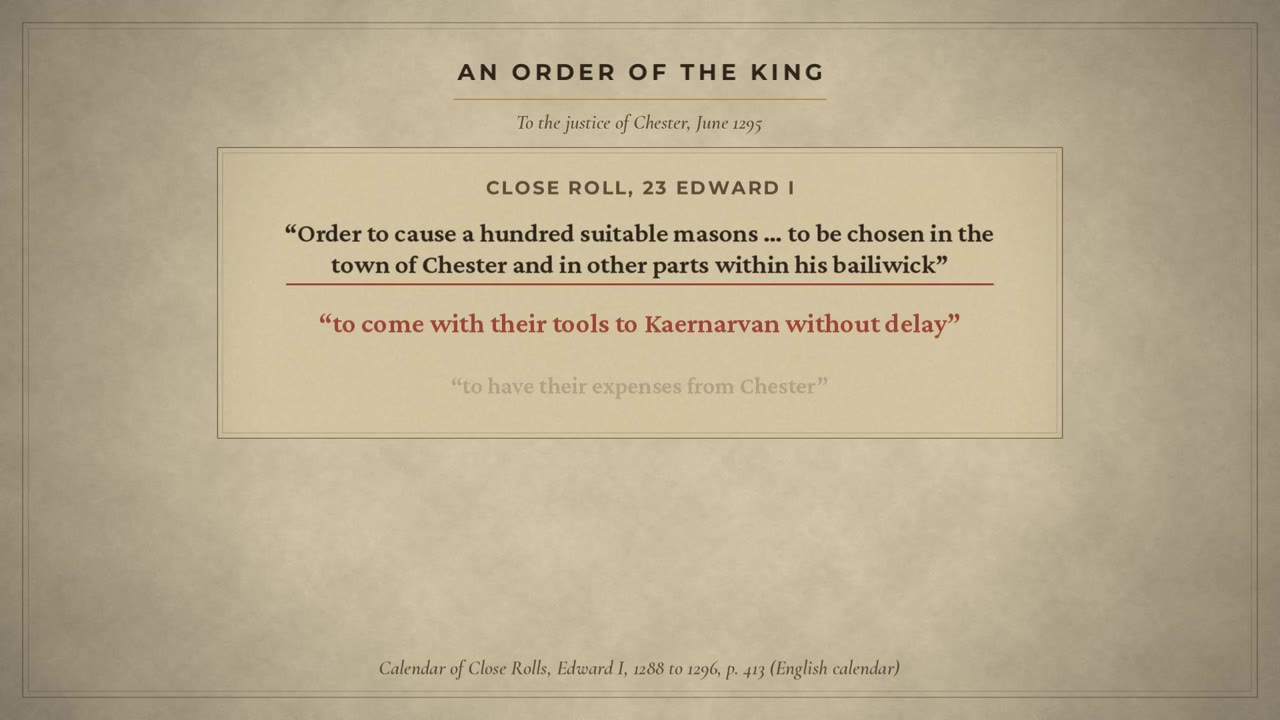 AN ORDER OF THE KING
To the justice of Chester, June 1295
CLOSE ROLL, 23 EDWARD I
“Order to cause a hundred suitable masons ... to be chosen in the
town of Chester and in other parts within his bailiwick”
“to come with their tools to Kaernarvan without delay”
“to have their expenses from Chester”
Calendar of Close Rolls, Edward I, 1288 to 1296, p. 413 (English calendar)